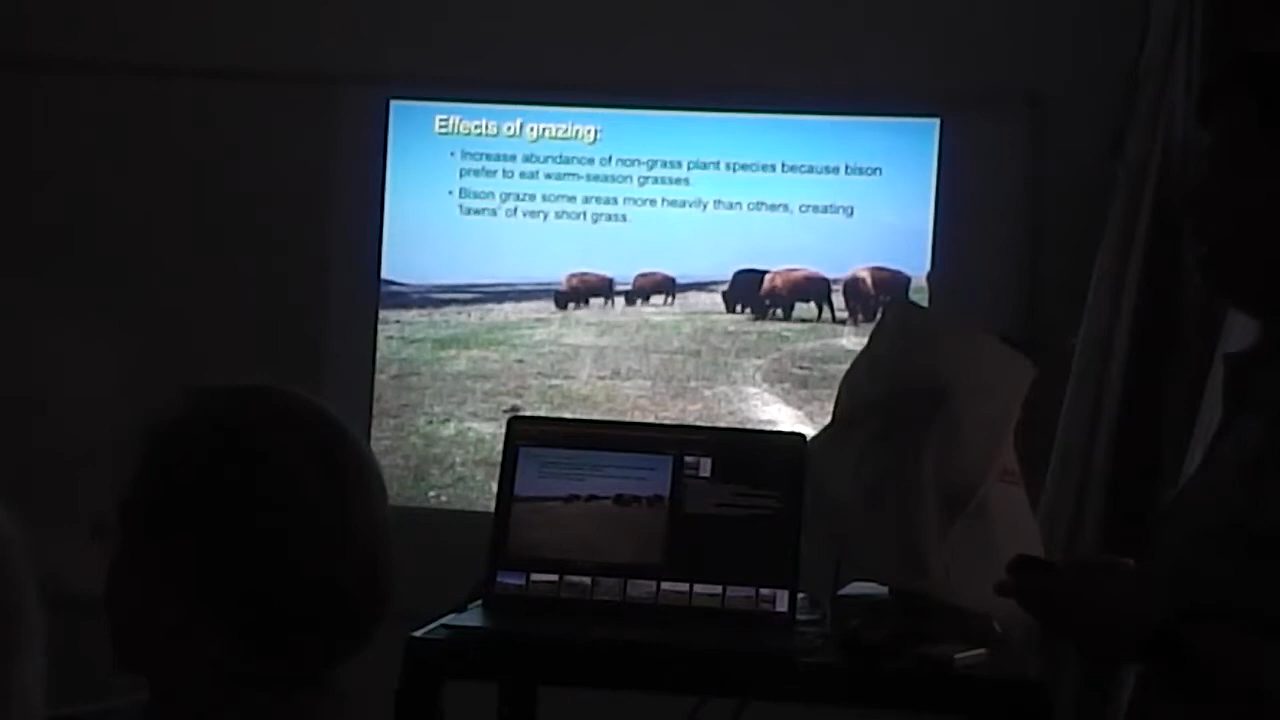 Effects of grazing:
• Increase abundance of non-grass plant species because bison
prefer to eat warm-season grasses.
• Bison graze some areas more heavily than others, creating
'lawns' of very short grass.